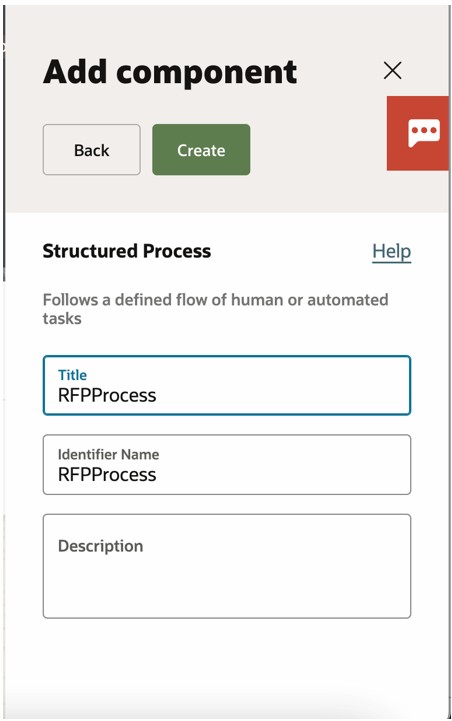 Add component
Back
Create
Structured Process
Help
Follows a defined flow of human or automated
tasks
Title
RFPProcess
Identifier Name
RFPProcess
Description